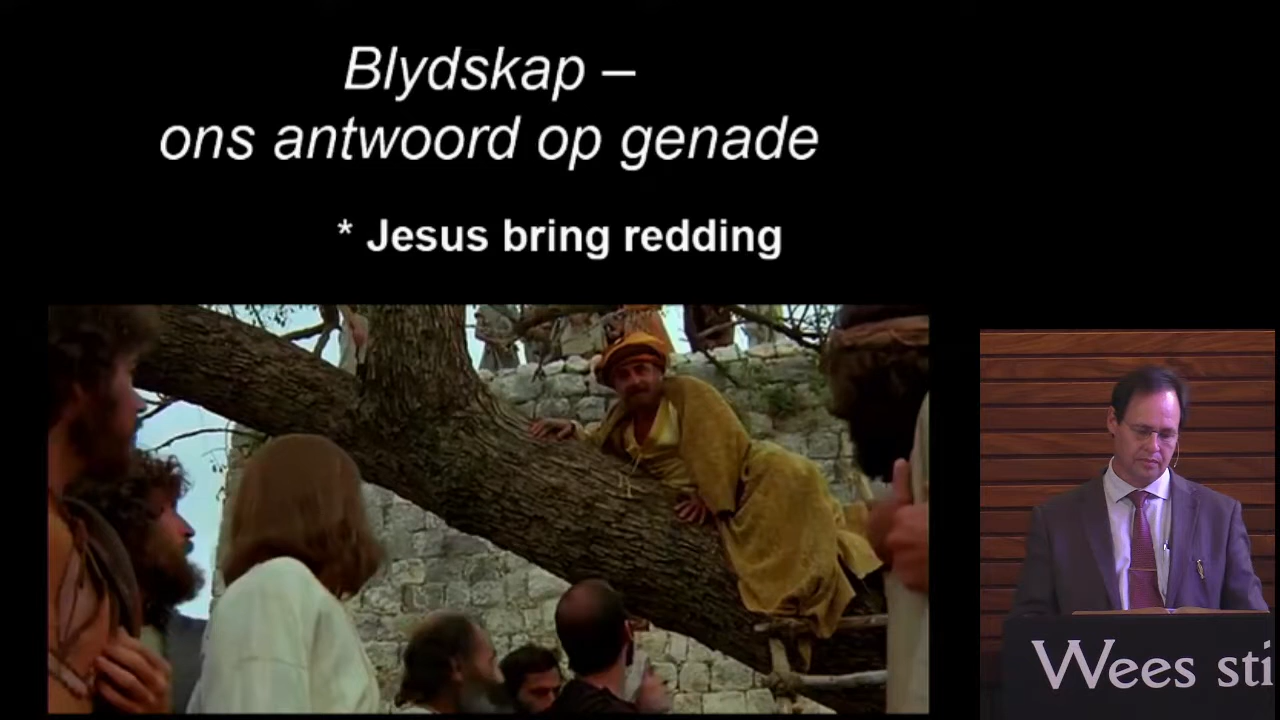 Blydskap –
ons antwoord op genade
* Jesus bring redding
Wees sti